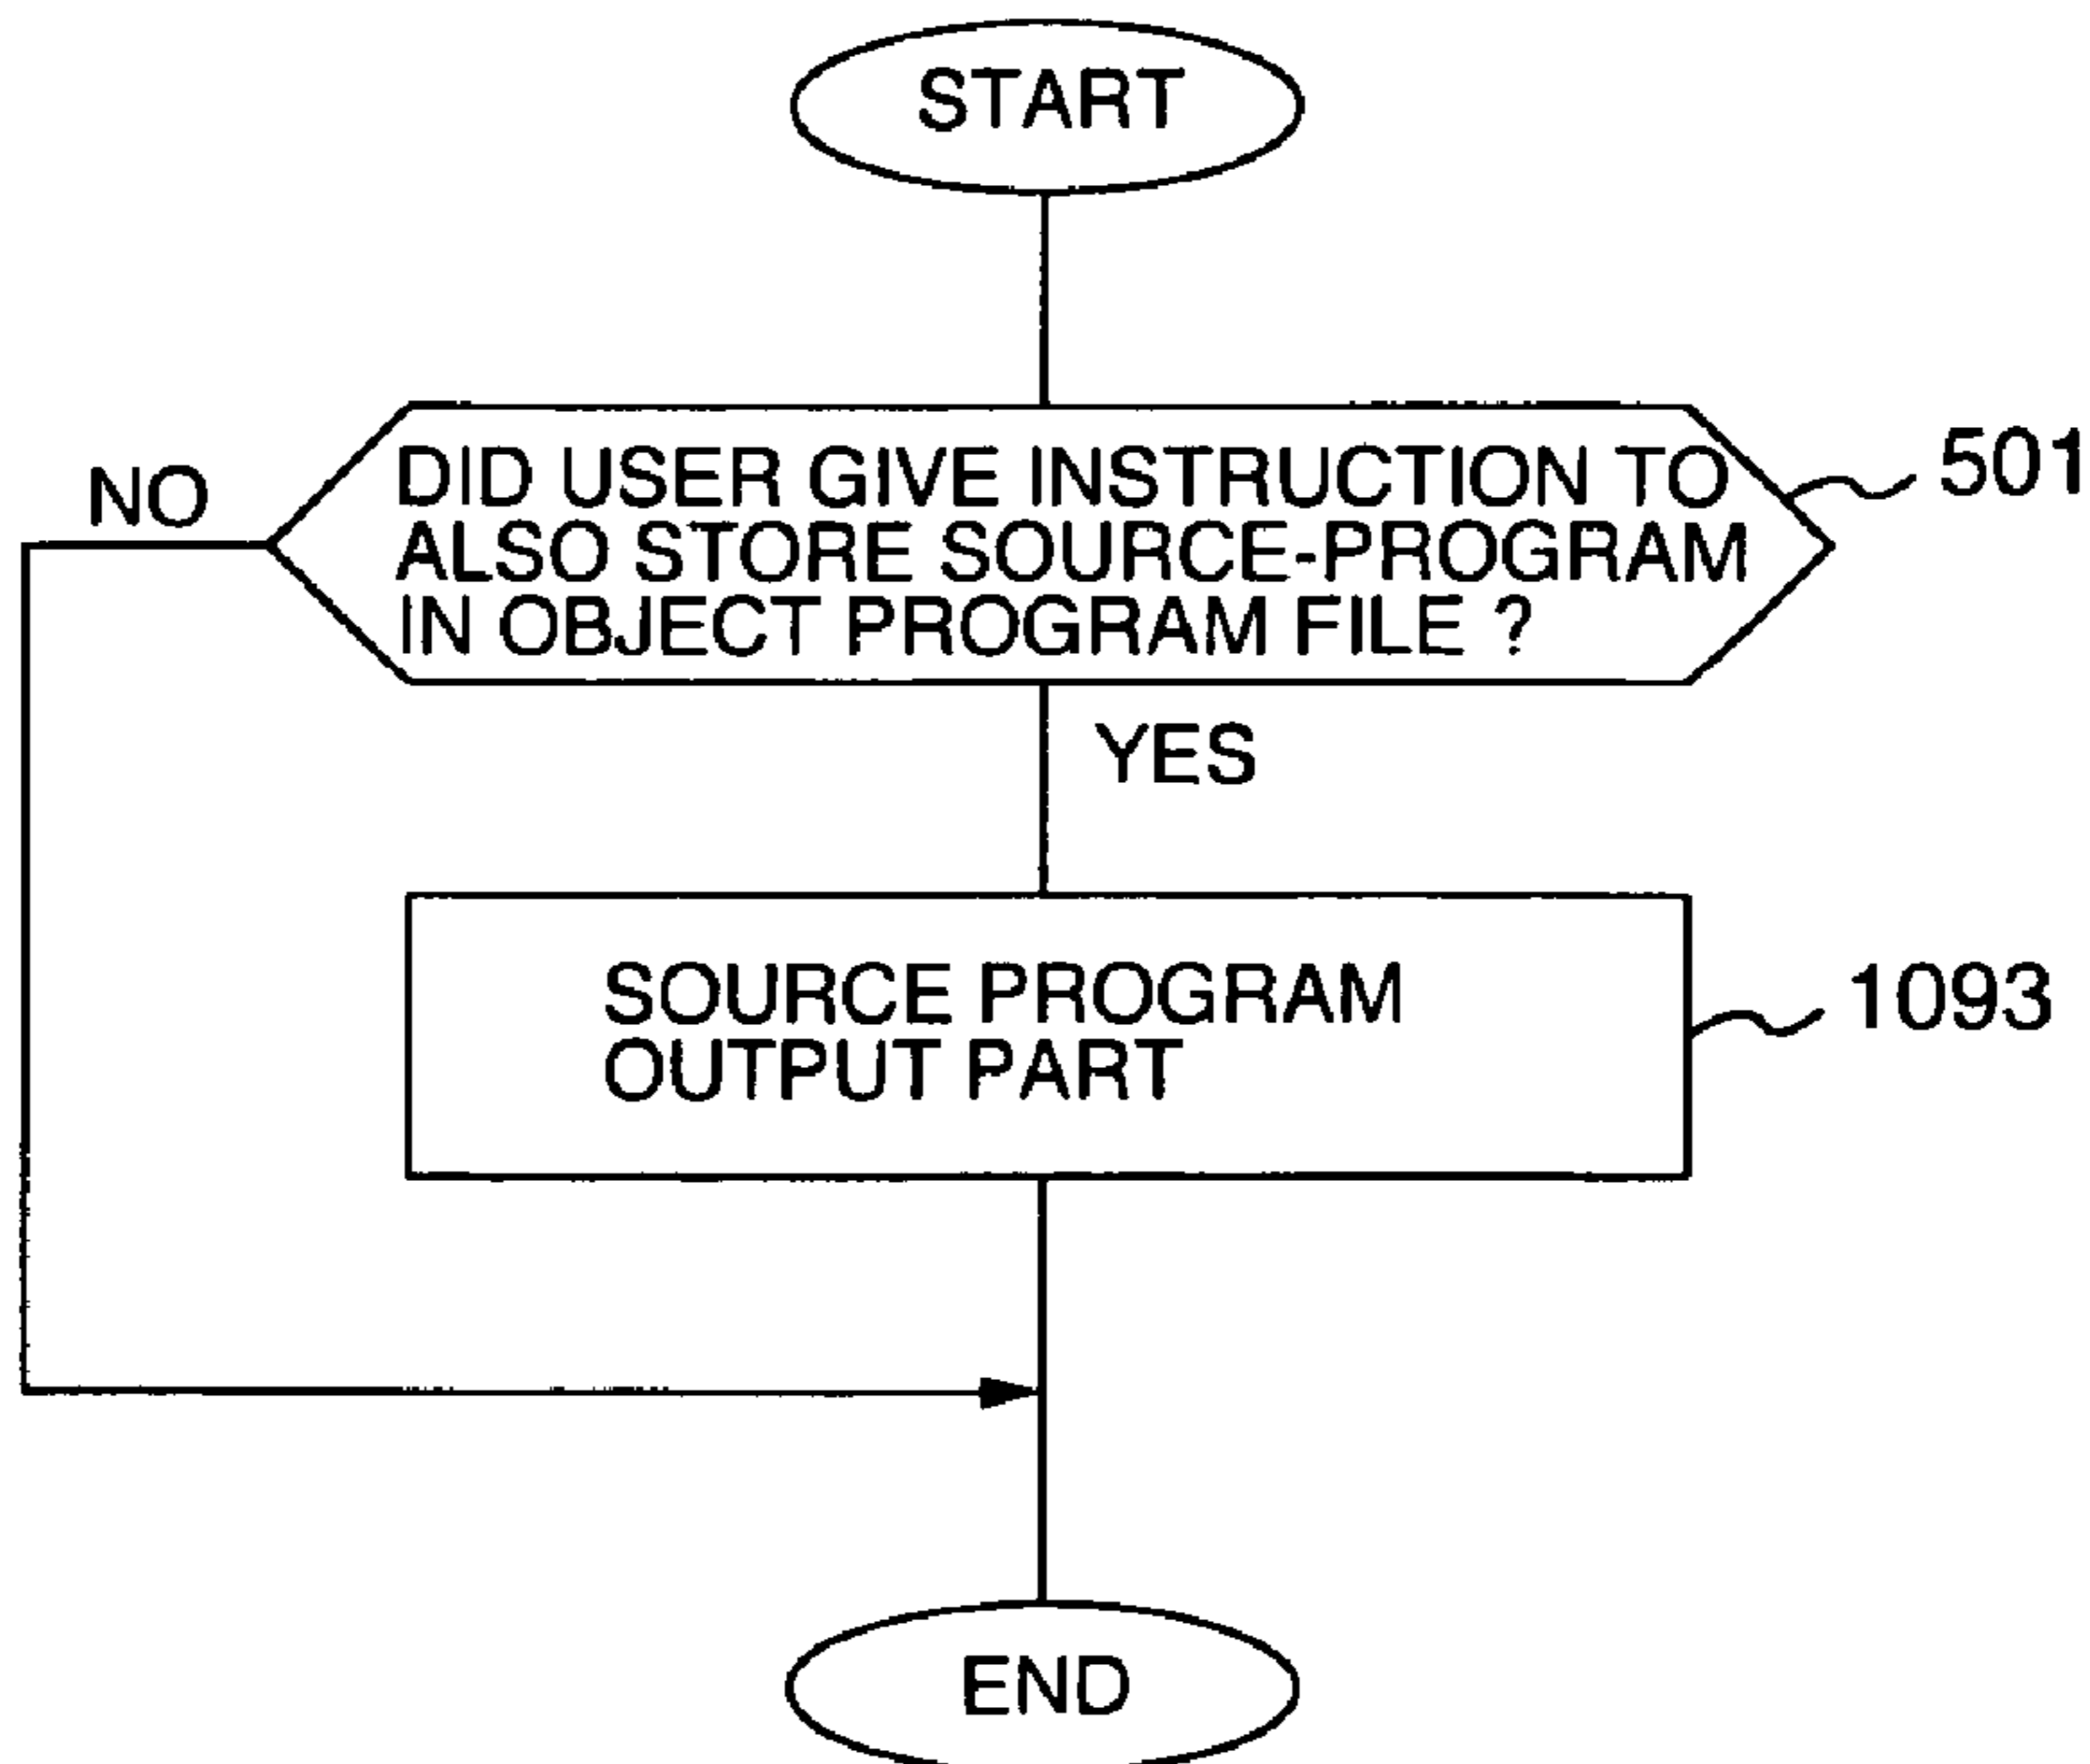 START
NO
DID USER GIVE INSTRUCTION TO
ALSO STORE SOURCE-PROGRAM
IN OBJECT PROGRAM FILE ?
501
YES
SOURCE PROGRAM
OUTPUT PART
1093
END